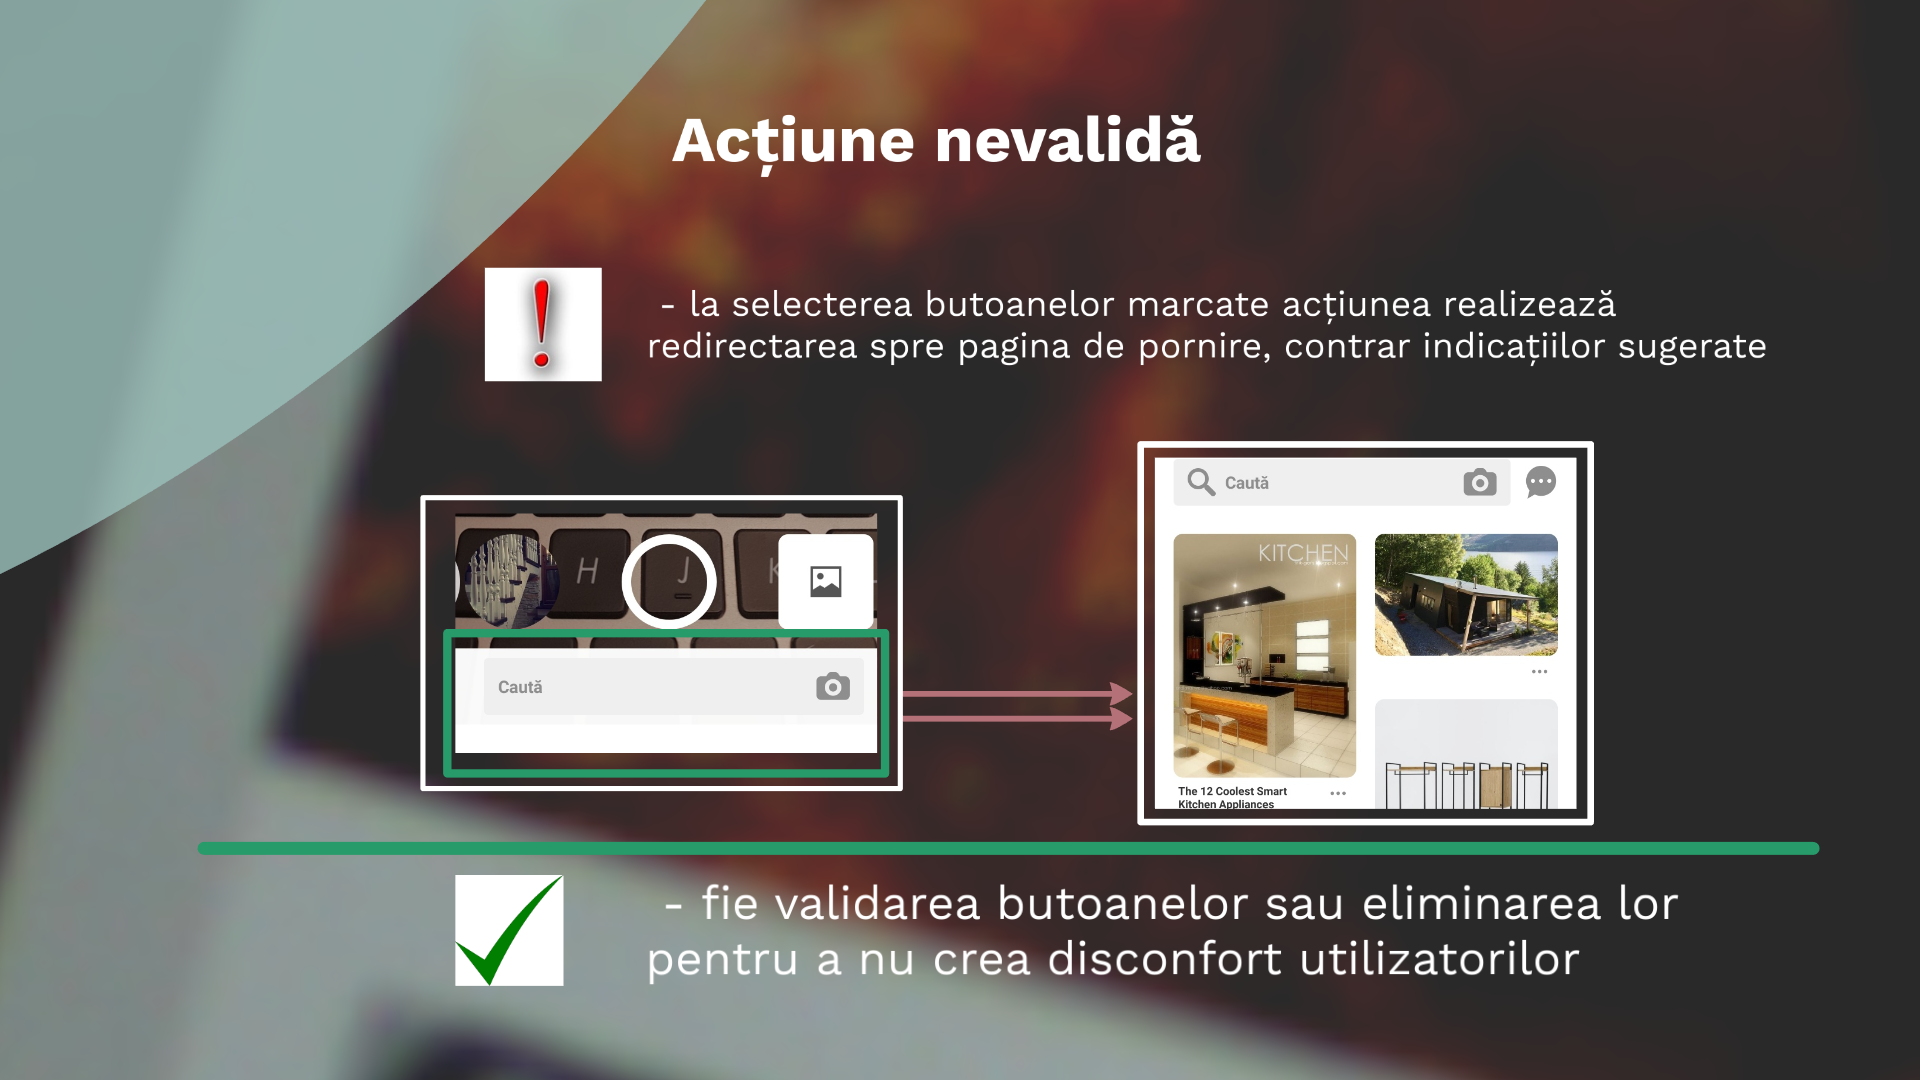 Acțiune nevalidă
- la selecterea butoanelor marcate acțiunea realizează
redirectarea spre pagina de pornire, contrar indicațiilor sugerate
H
J
K
Caută
Caută
KITCHEN
The 12 Coolest Smart
Kitchen Appliances
- fie validarea butoanelor sau eliminarea lor
pentru a nu crea disconfort utilizatorilor